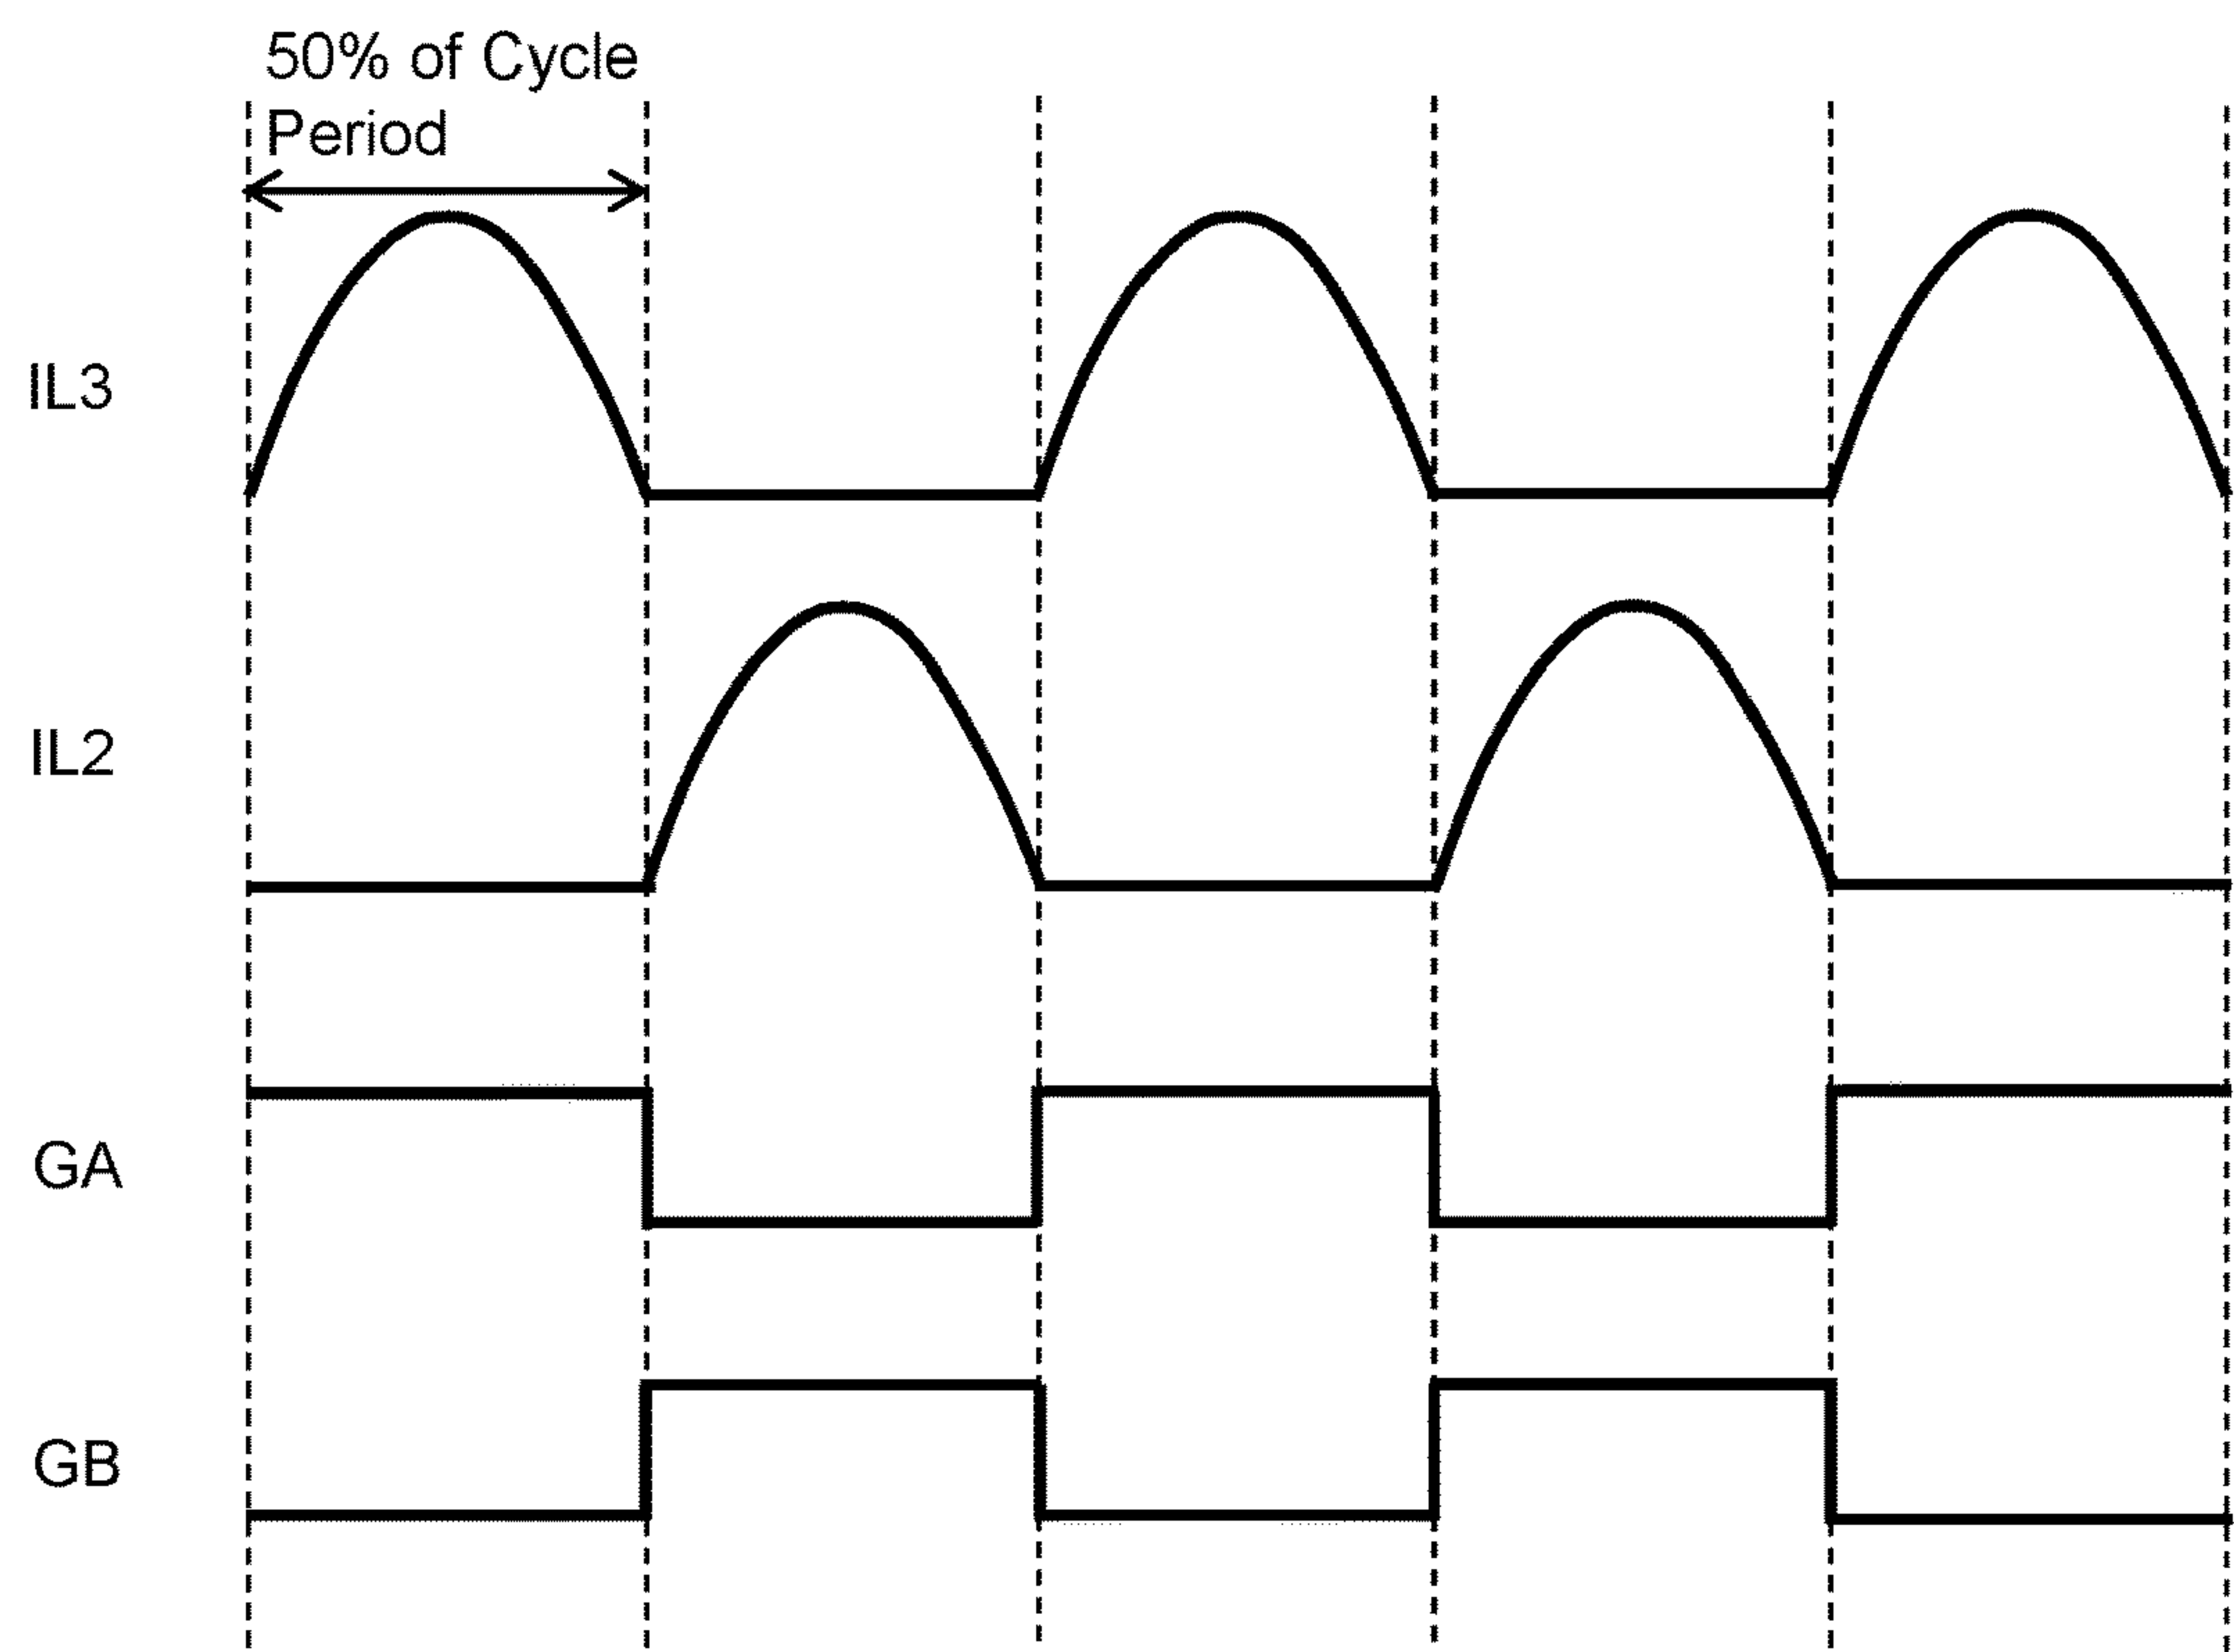 50% of Cycle
Period
IL3
IL2
GA
GB